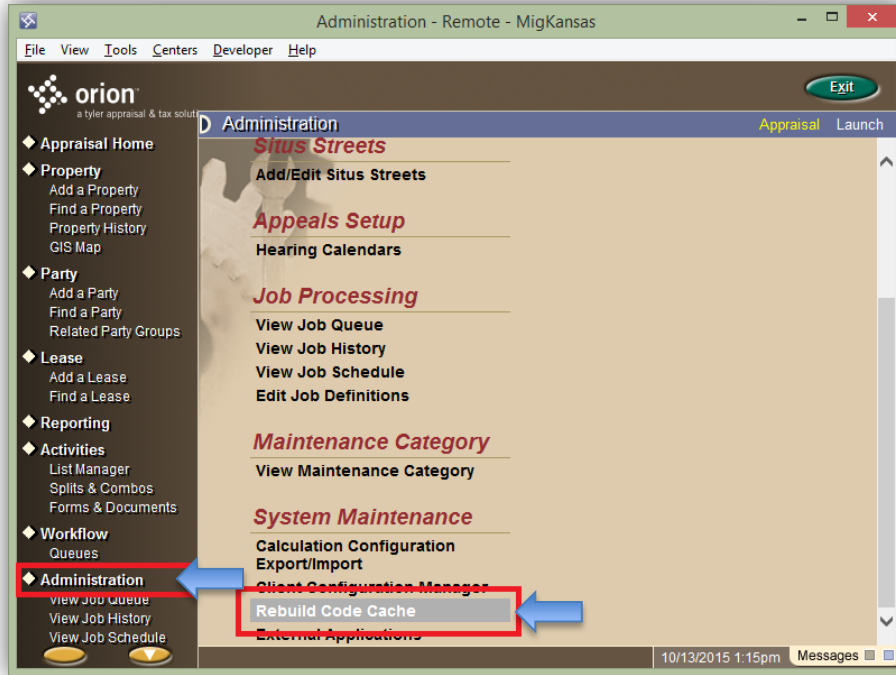 Administration - Remote - MigKansas
File View Tools Centers Developer Help
orion
a tyler appraisal & tax soluti
Exit
Administration
Appraisal Launch
Appraisal Home
Property
Add a Property
Find a Property
Property History
GIS Map
Party
Add a Party
Find a Party
Related Party Groups
Lease
Add a Lease
Find a Lease
Reporting
Activities
List Manager
Splits & Combos
Forms & Documents
Workflow
Queues
Administration
View Job Queue
View Job History
View Job Schedule
Situs Streets
Add/Edit Situs Streets
Appeals Setup
Hearing Calendars
Job Processing
View Job Queue
View Job History
View Job Schedule
Edit Job Definitions
Maintenance Category
View Maintenance Category
System Maintenance
Calculation Configuration
Export/Import
Client Configuration Manager
Rebuild Code Cache
External Applications
10/13/2015 1:15pm Messages